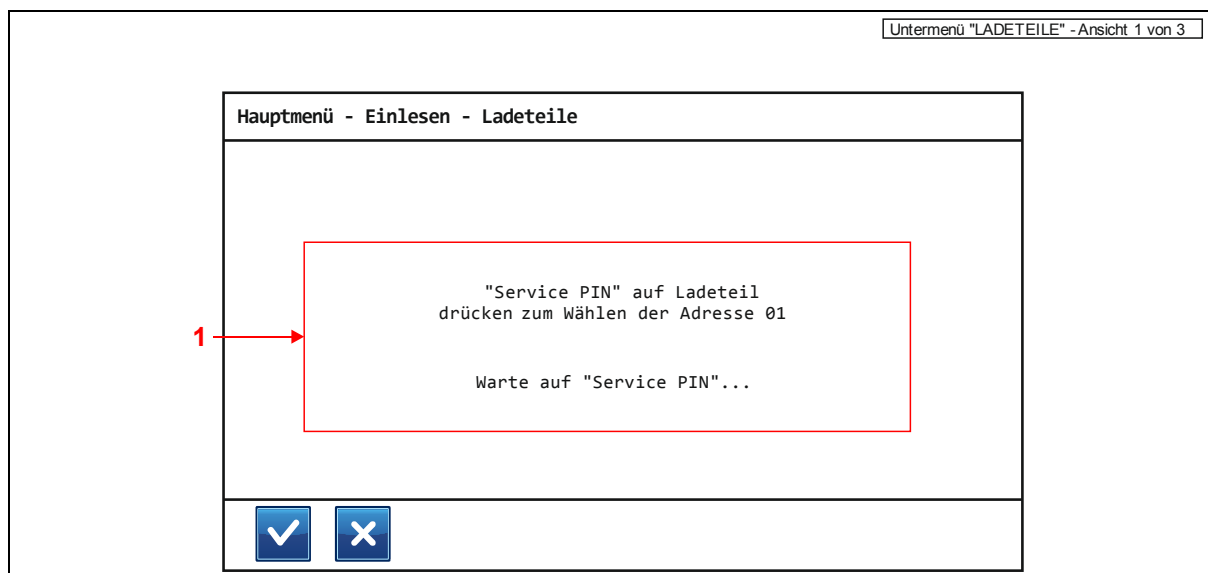 Untermenü "LADETEILE" - Ansicht 1 von 3
Hauptmenü - Einlesen - Ladeteile
"Service PIN" auf Ladeteil
drücken zum Wählen der Adresse 01
1
Warte auf "Service PIN"...